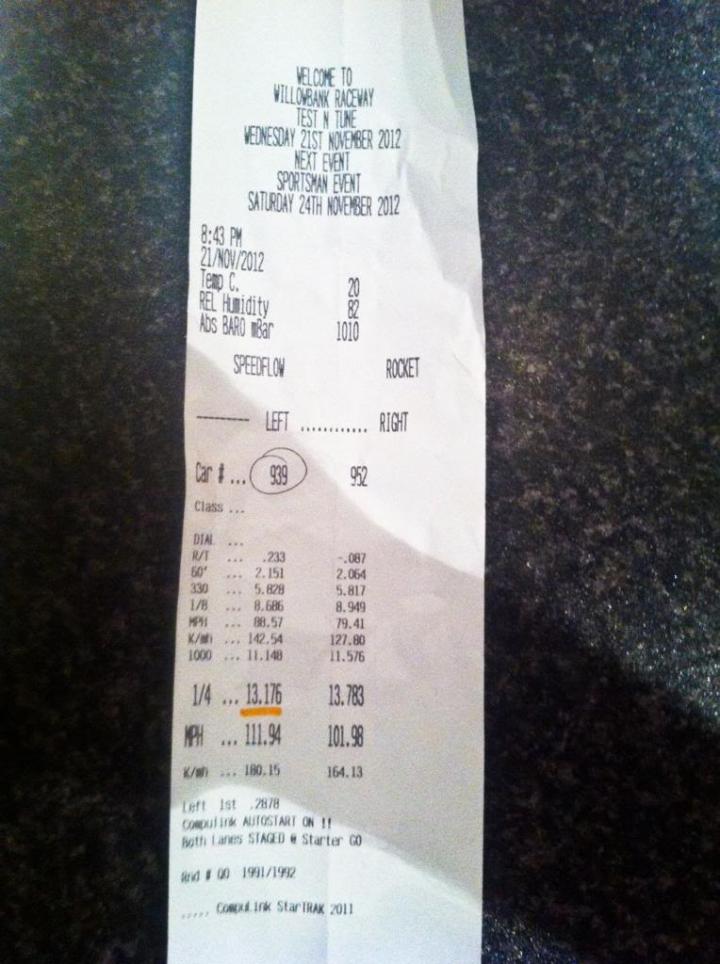 WELCOME TO
WILLOWBANK RACEWAY
TEST N TUNE
WEDNESDAY 21ST NOVEMBER 2012
NEXT EVENT
SPORTSMAN EVENT
SATURDAY 24TH NOVEMBER 2012
8:43 PM
21/NOV/2012
Temp C. 20
REL Humidity 82
Abs BARO mBar 1010
SPEEDFLOW ROCKET
-------- LEFT ............ RIGHT
Car # ... 939 952
Class ...
DIAL ...
R/T ... .233 -.087
60' ... 2.151 2.064
330 ... 5.828 5.817
1/8 ... 8.686 8.949
MPH ... 88.57 79.41
K/mh ... 142.54 127.80
1000 ... 11.148 11.576
1/4 ... 13.176 13.783
MPH ... 111.94 101.98
K/mh ... 180.15 164.13
Left 1st .2878
Compulink AUTOSTART ON !!
Both Lanes STAGED @ Starter GO
Rnd # Q0 1991/1992
..... CompuLink StarTRAK 2011